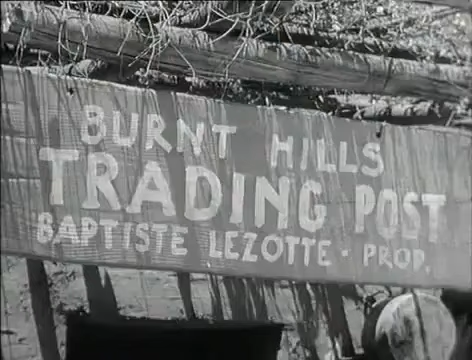 BURNT HILLS
TRADING POST
BAPTISTE LEZOTTE · PROP.